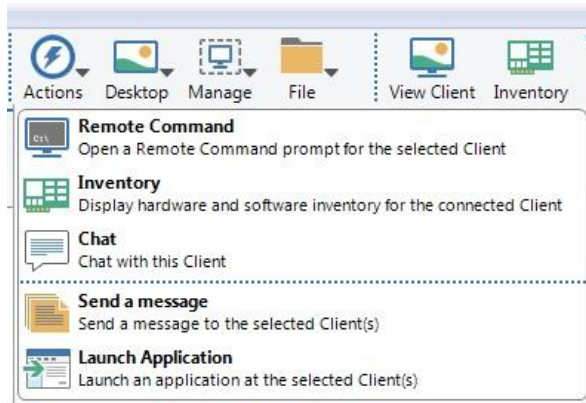 Actions Desktop Manage File View Client Inventory
C:\
Remote Command
Open a Remote Command prompt for the selected Client
Inventory
Display hardware and software inventory for the connected Client
Chat
Chat with this Client
Send a message
Send a message to the selected Client(s)
Launch Application
Launch an application at the selected Client(s)